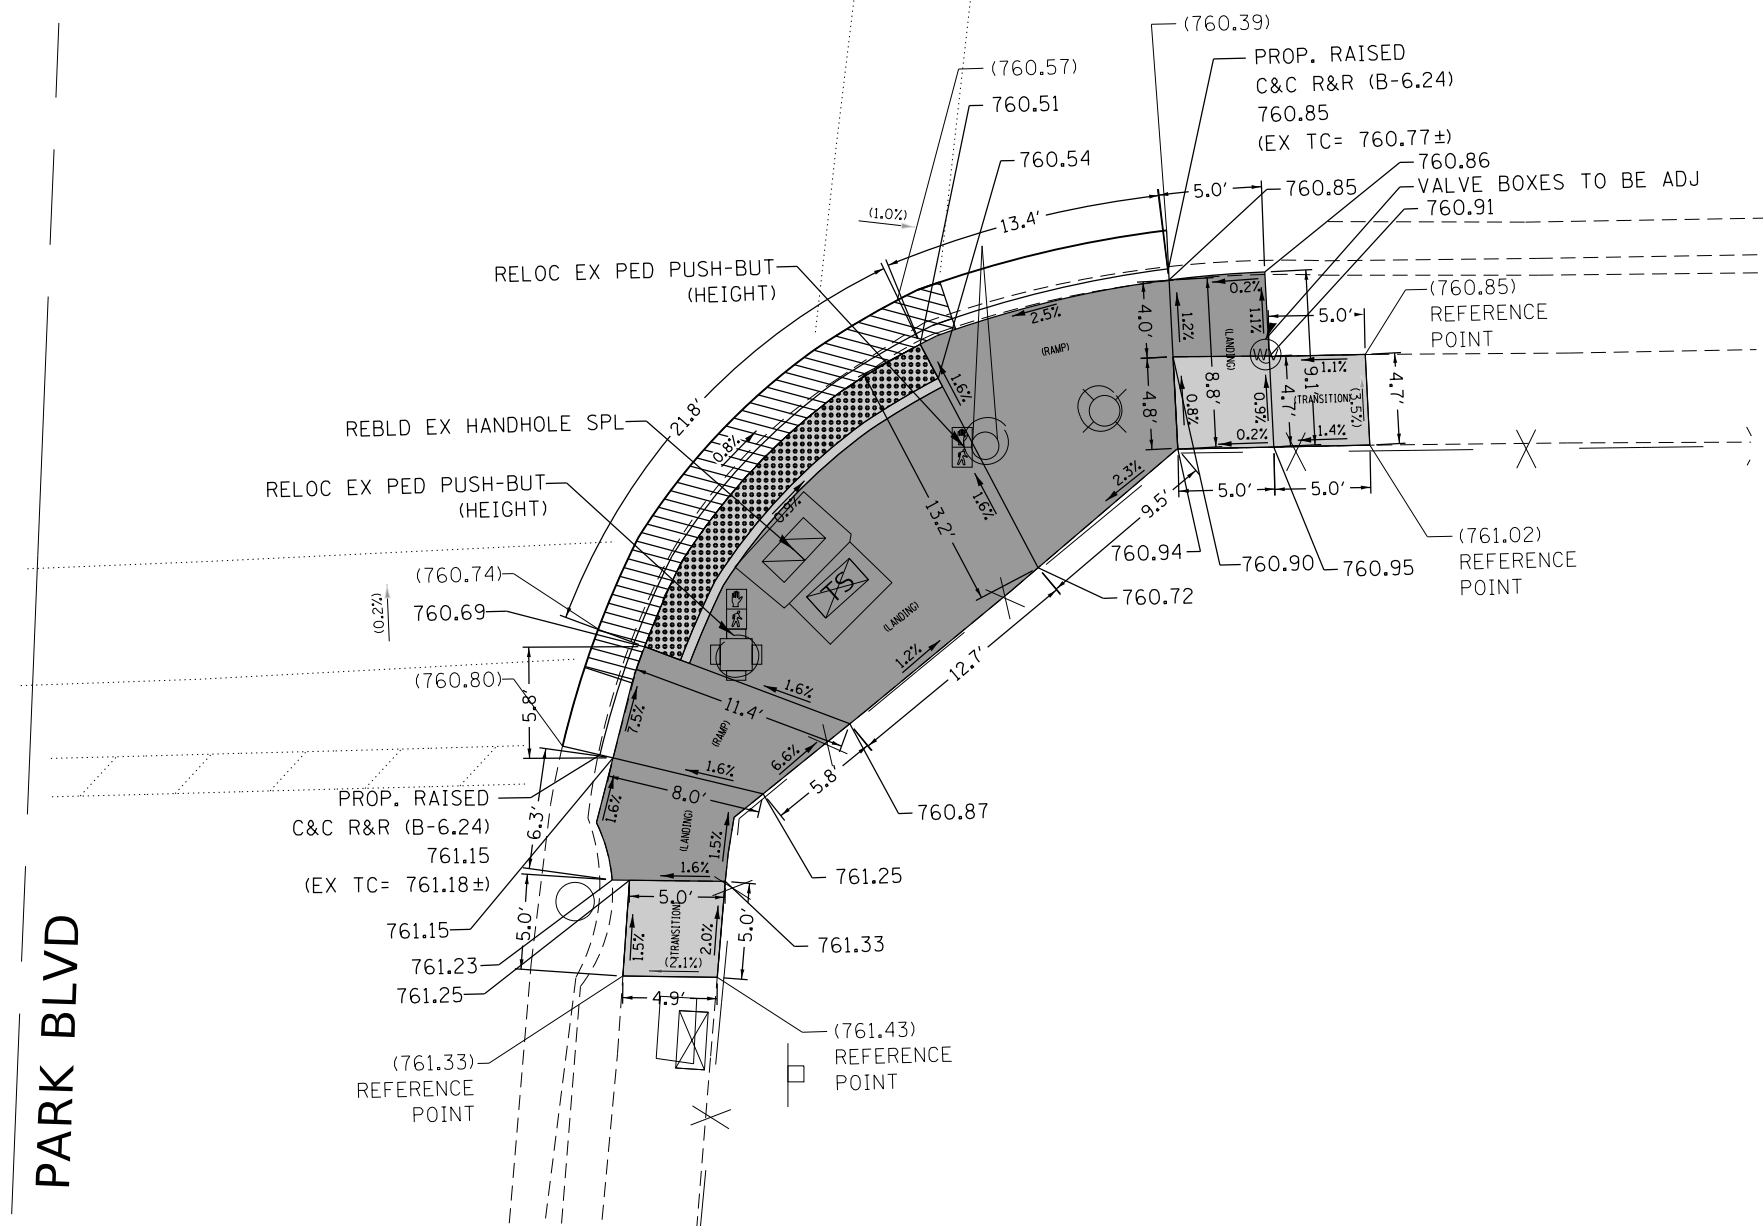 (760.39)
PROP. RAISED
C&C R&R (B-6.24)
760.85
(EX TC= 760.77±)
(760.57)
760.51
760.54
760.86
VALVE BOXES TO BE ADJ
760.91
760.85
5.0'
(1.0%)
13.4'
RELOC EX PED PUSH-BUT
(HEIGHT)
(760.85)
REFERENCE
POINT
0.2%
2.5%
4.0'
1.2%
1.1%
5.0'
(RAMP)
(LANDING)
WV
1.1%
1.6%
8.8'
9.1'
4.7'
(TRANSITION)
(3.5%)
4.7'
4.8'
0.8%
0.9%
0.2%
1.4%
21.8'
REBLD EX HANDHOLE SPL
0.8%
RELOC EX PED PUSH-BUT
(HEIGHT)
0.9%
1.6%
2.3%
9.5'
5.0'
5.0'
13.2'
760.94
760.90
760.95
(761.02)
REFERENCE
POINT
TS
(760.74)
760.69
(0.2%)
760.72
(LANDING)
1.2%
12.7'
(760.80)
5.8'
7.5%
1.6%
11.4'
(RAMP)
6.6%
5.8'
1.6%
8.0'
760.87
PROP. RAISED
C&C R&R (B-6.24)
761.15
(EX TC= 761.18±)
6.3'
1.6%
(LANDING)
1.5%
1.6%
761.25
761.15
5.0'
5.0'
(TRANSITION)
1.5%
2.0%
5.0'
761.33
761.23
761.25
(2.1%)
4.9'
(761.33)
REFERENCE
POINT
(761.43)
REFERENCE
POINT
PARK BLVD